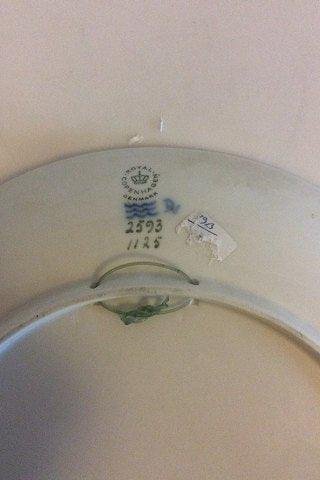 ROYAL
COPENHAGEN
DENMARK
2593
1125